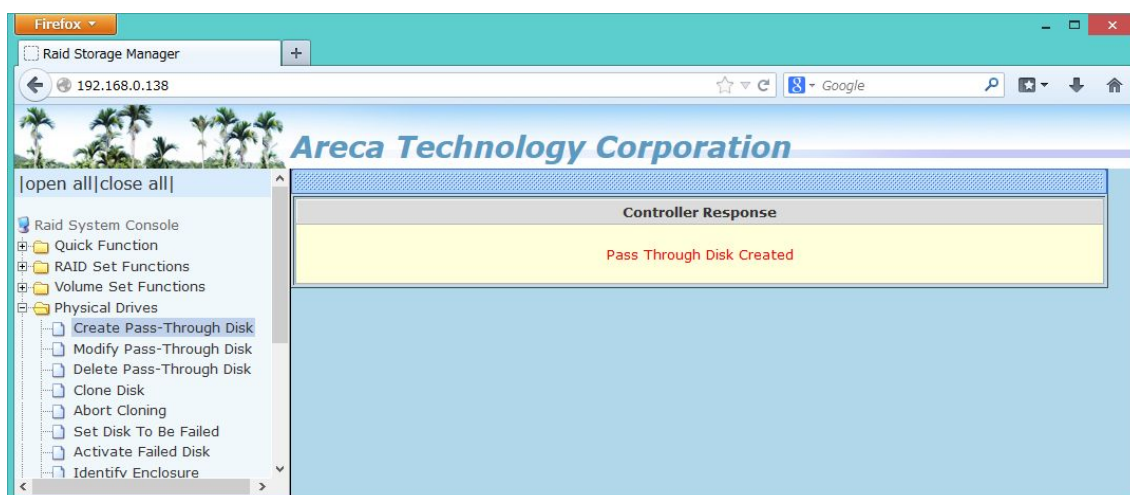 Firefox
Raid Storage Manager
192.168.0.138
8 Google
Areca Technology Corporation
|open all|close all|
Raid System Console
Quick Function
RAID Set Functions
Volume Set Functions
Physical Drives
Create Pass-Through Disk
Modify Pass-Through Disk
Delete Pass-Through Disk
Clone Disk
Abort Cloning
Set Disk To Be Failed
Activate Failed Disk
Identify Enclosure
Controller Response
Pass Through Disk Created